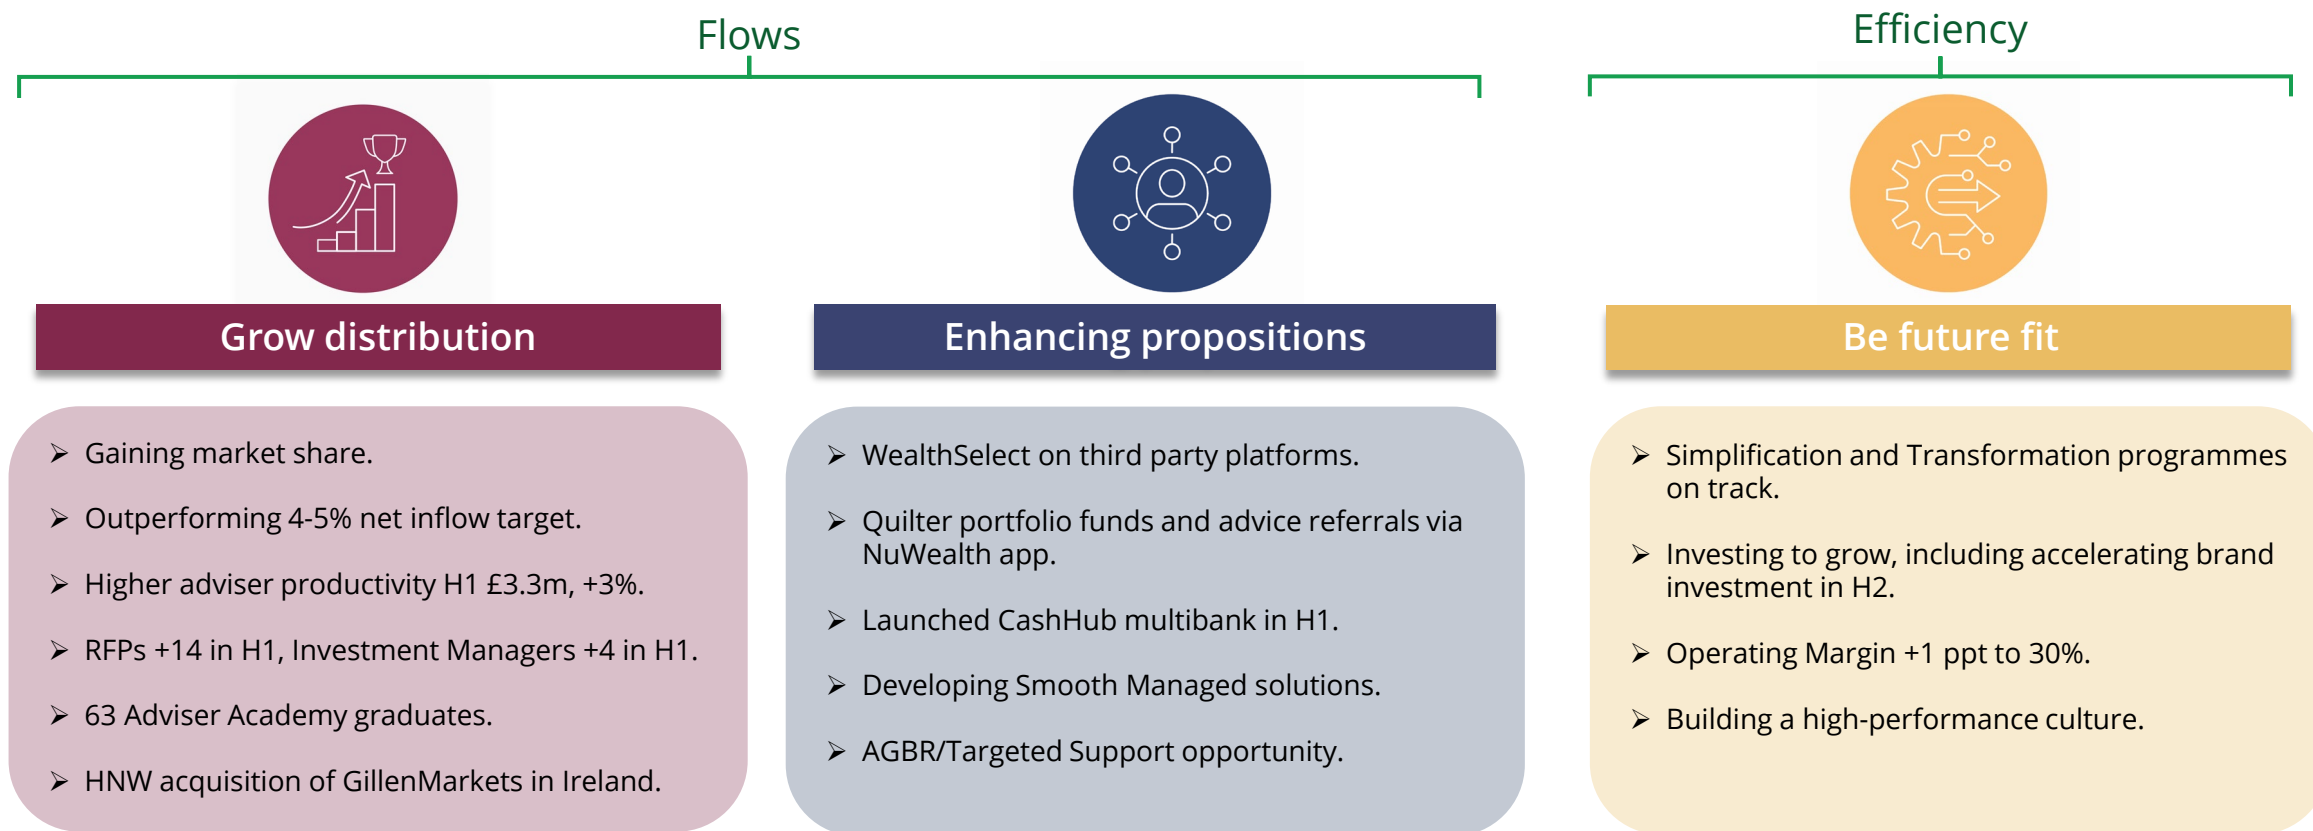 Flows
Efficiency
Grow distribution
➢ Gaining market share.
➢ Outperforming 4-5% net inflow target.
➢ Higher adviser productivity H1 £3.3m, +3%.
➢ RFPs +14 in H1, Investment Managers +4 in H1.
➢ 63 Adviser Academy graduates.
➢ HNW acquisition of GillenMarkets in Ireland.
Enhancing propositions
➢ WealthSelect on third party platforms.
➢ Quilter portfolio funds and advice referrals via
NuWealth app.
➢ Launched CashHub multibank in H1.
➢ Developing Smooth Managed solutions.
➢ AGBR/Targeted Support opportunity.
Be future fit
➢ Simplification and Transformation programmes
on track.
➢ Investing to grow, including accelerating brand
investment in H2.
➢ Operating Margin +1 ppt to 30%.
➢ Building a high-performance culture.